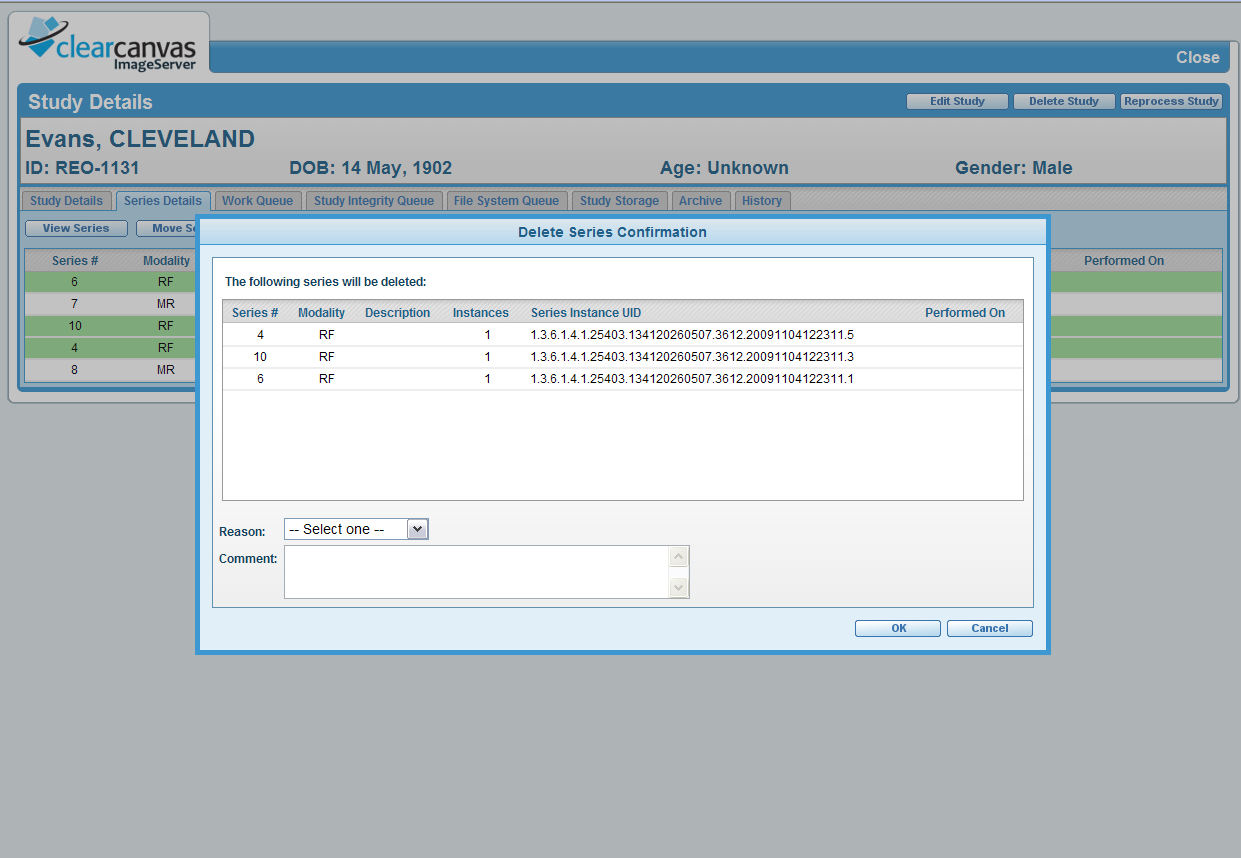 clearcanvas
ImageServer
Close
Study Details
Edit Study Delete Study Reprocess Study
Evans, CLEVELAND
ID: REO-1131 DOB: 14 May, 1902 Age: Unknown Gender: Male
Study Details Series Details Work Queue Study Integrity Queue File System Queue Study Storage Archive History
View Series Move Se
Delete Series Confirmation
Series # Modality Performed On
6 RF
7 MR
10 RF
4 RF
8 MR
The following series will be deleted:
Series # Modality Description Instances Series Instance UID Performed On
4 RF 1 1.3.6.1.4.1.25403.134120260507.3612.20091104122311.5
10 RF 1 1.3.6.1.4.1.25403.134120260507.3612.20091104122311.3
6 RF 1 1.3.6.1.4.1.25403.134120260507.3612.20091104122311.1
Reason: -- Select one --
Comment:
OK Cancel